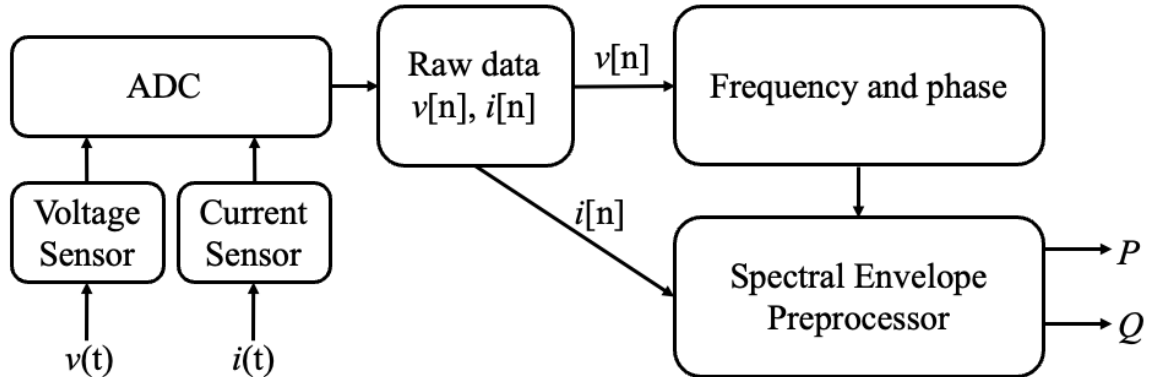 ADC
Raw data
v[n], i[n]
v[n]
Frequency and phase
Voltage
Sensor
Current
Sensor
i[n]
Spectral Envelope
Preprocessor
P
Q
v(t)
i(t)